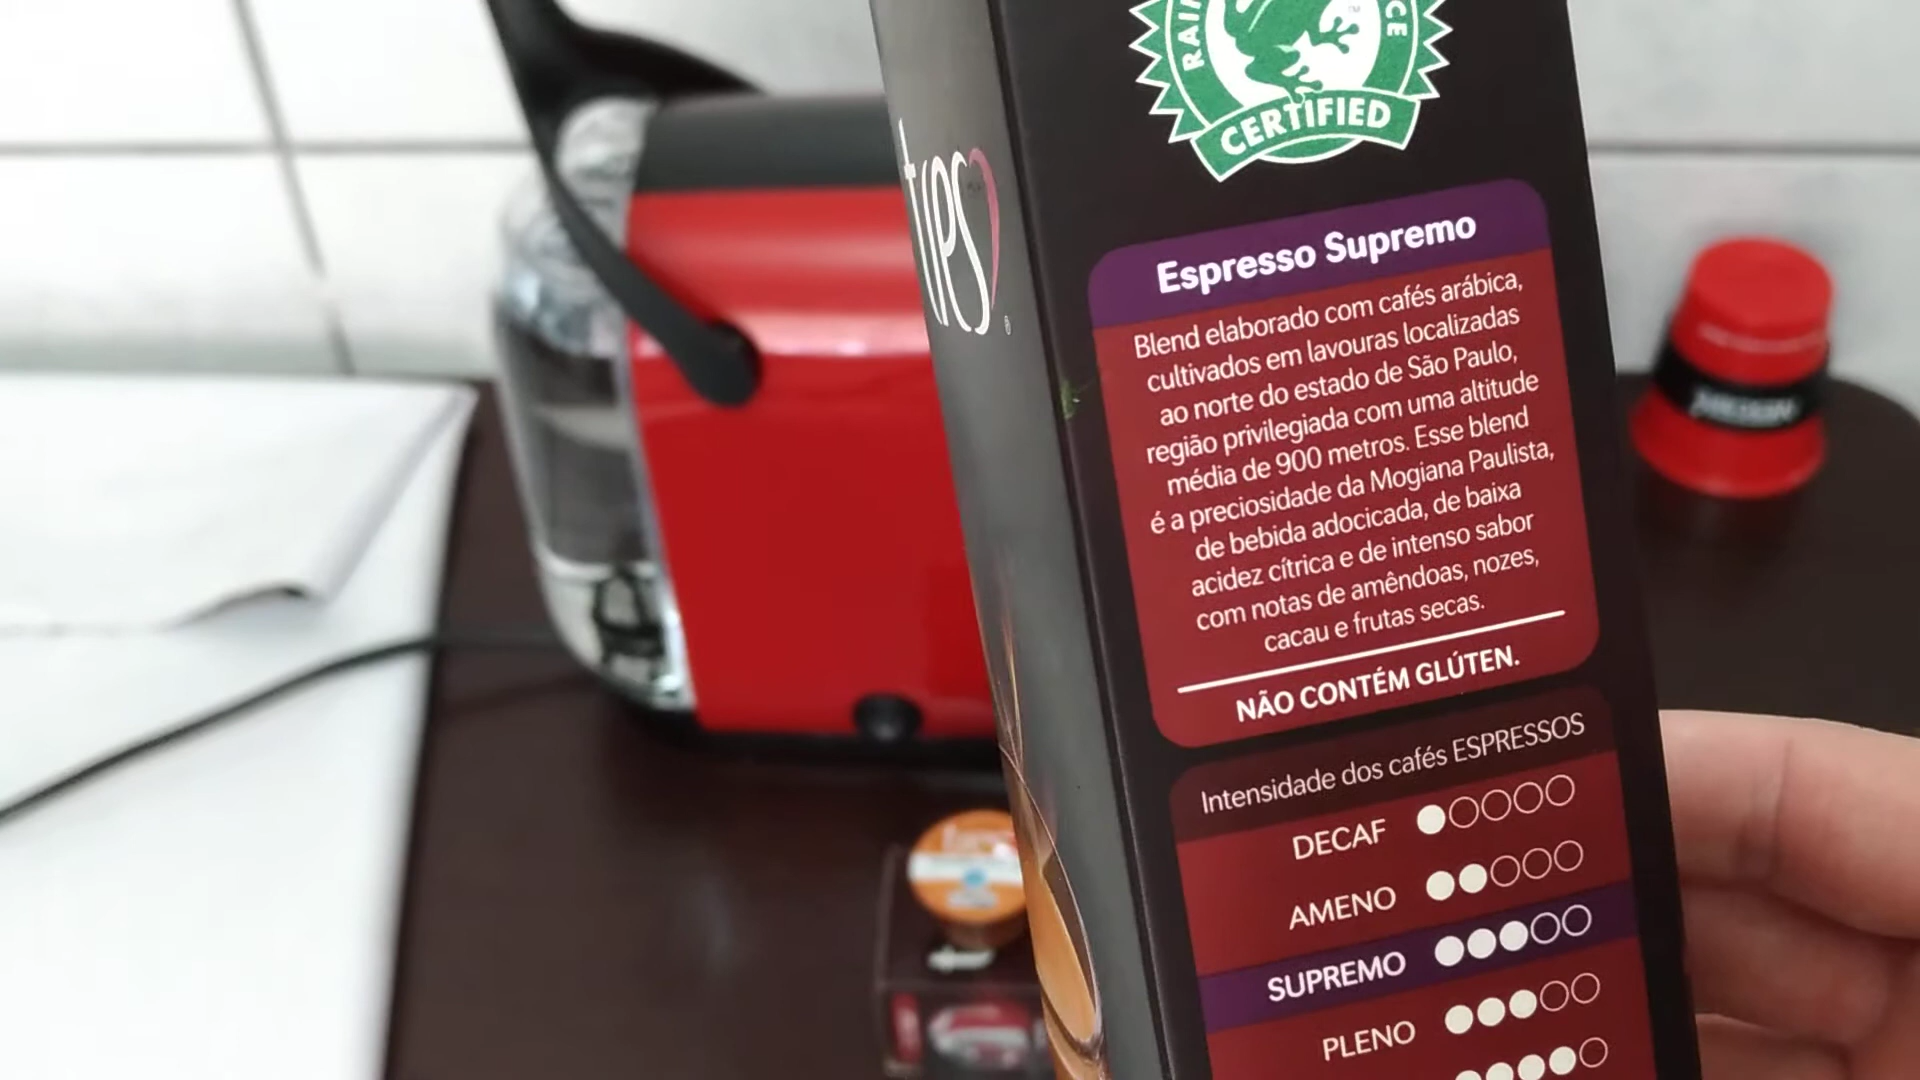 CERTIFIED
TRES
®
Espresso Supremo
Blend elaborado com cafés arábica,
cultivados em lavouras localizadas
ao norte do estado de São Paulo,
região privilegiada com uma altitude
média de 900 metros. Esse blend
é a preciosidade da Mogiana Paulista,
de bebida adocicada, de baixa
acidez cítrica e de intenso sabor
com notas de amêndoas, nozes,
cacau e frutas secas.
NÃO CONTÉM GLÚTEN.
Intensidade dos cafés ESPRESSOS
DECAF
AMENO
SUPREMO
PLENO